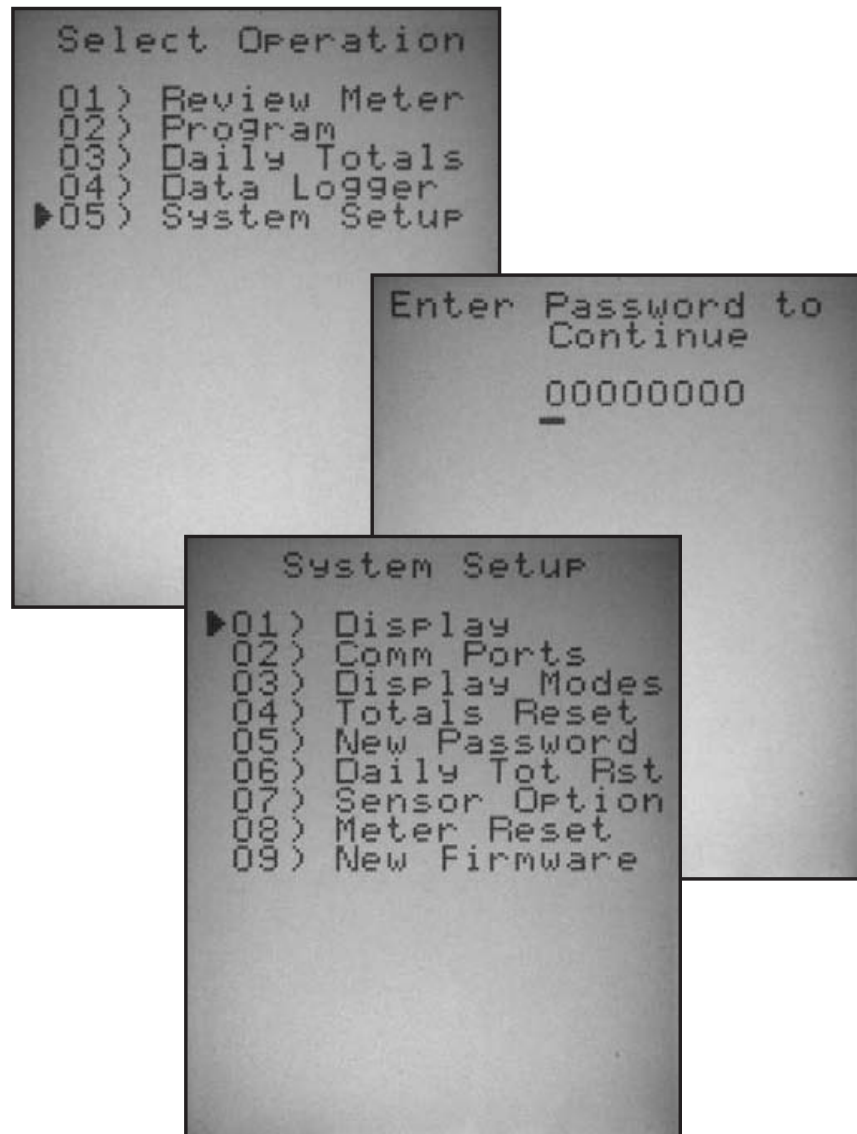 Select Operation
01) Review Meter
02) Program
03) Daily Totals
04) Data Logger
▶05) System Setup
Enter Password to
Continue
00000000
System Setup
▶01) Display
02) Comm Ports
03) Display Modes
04) Totals Reset
05) New Password
06) Daily Tot Rst
07) Sensor Option
08) Meter Reset
09) New Firmware